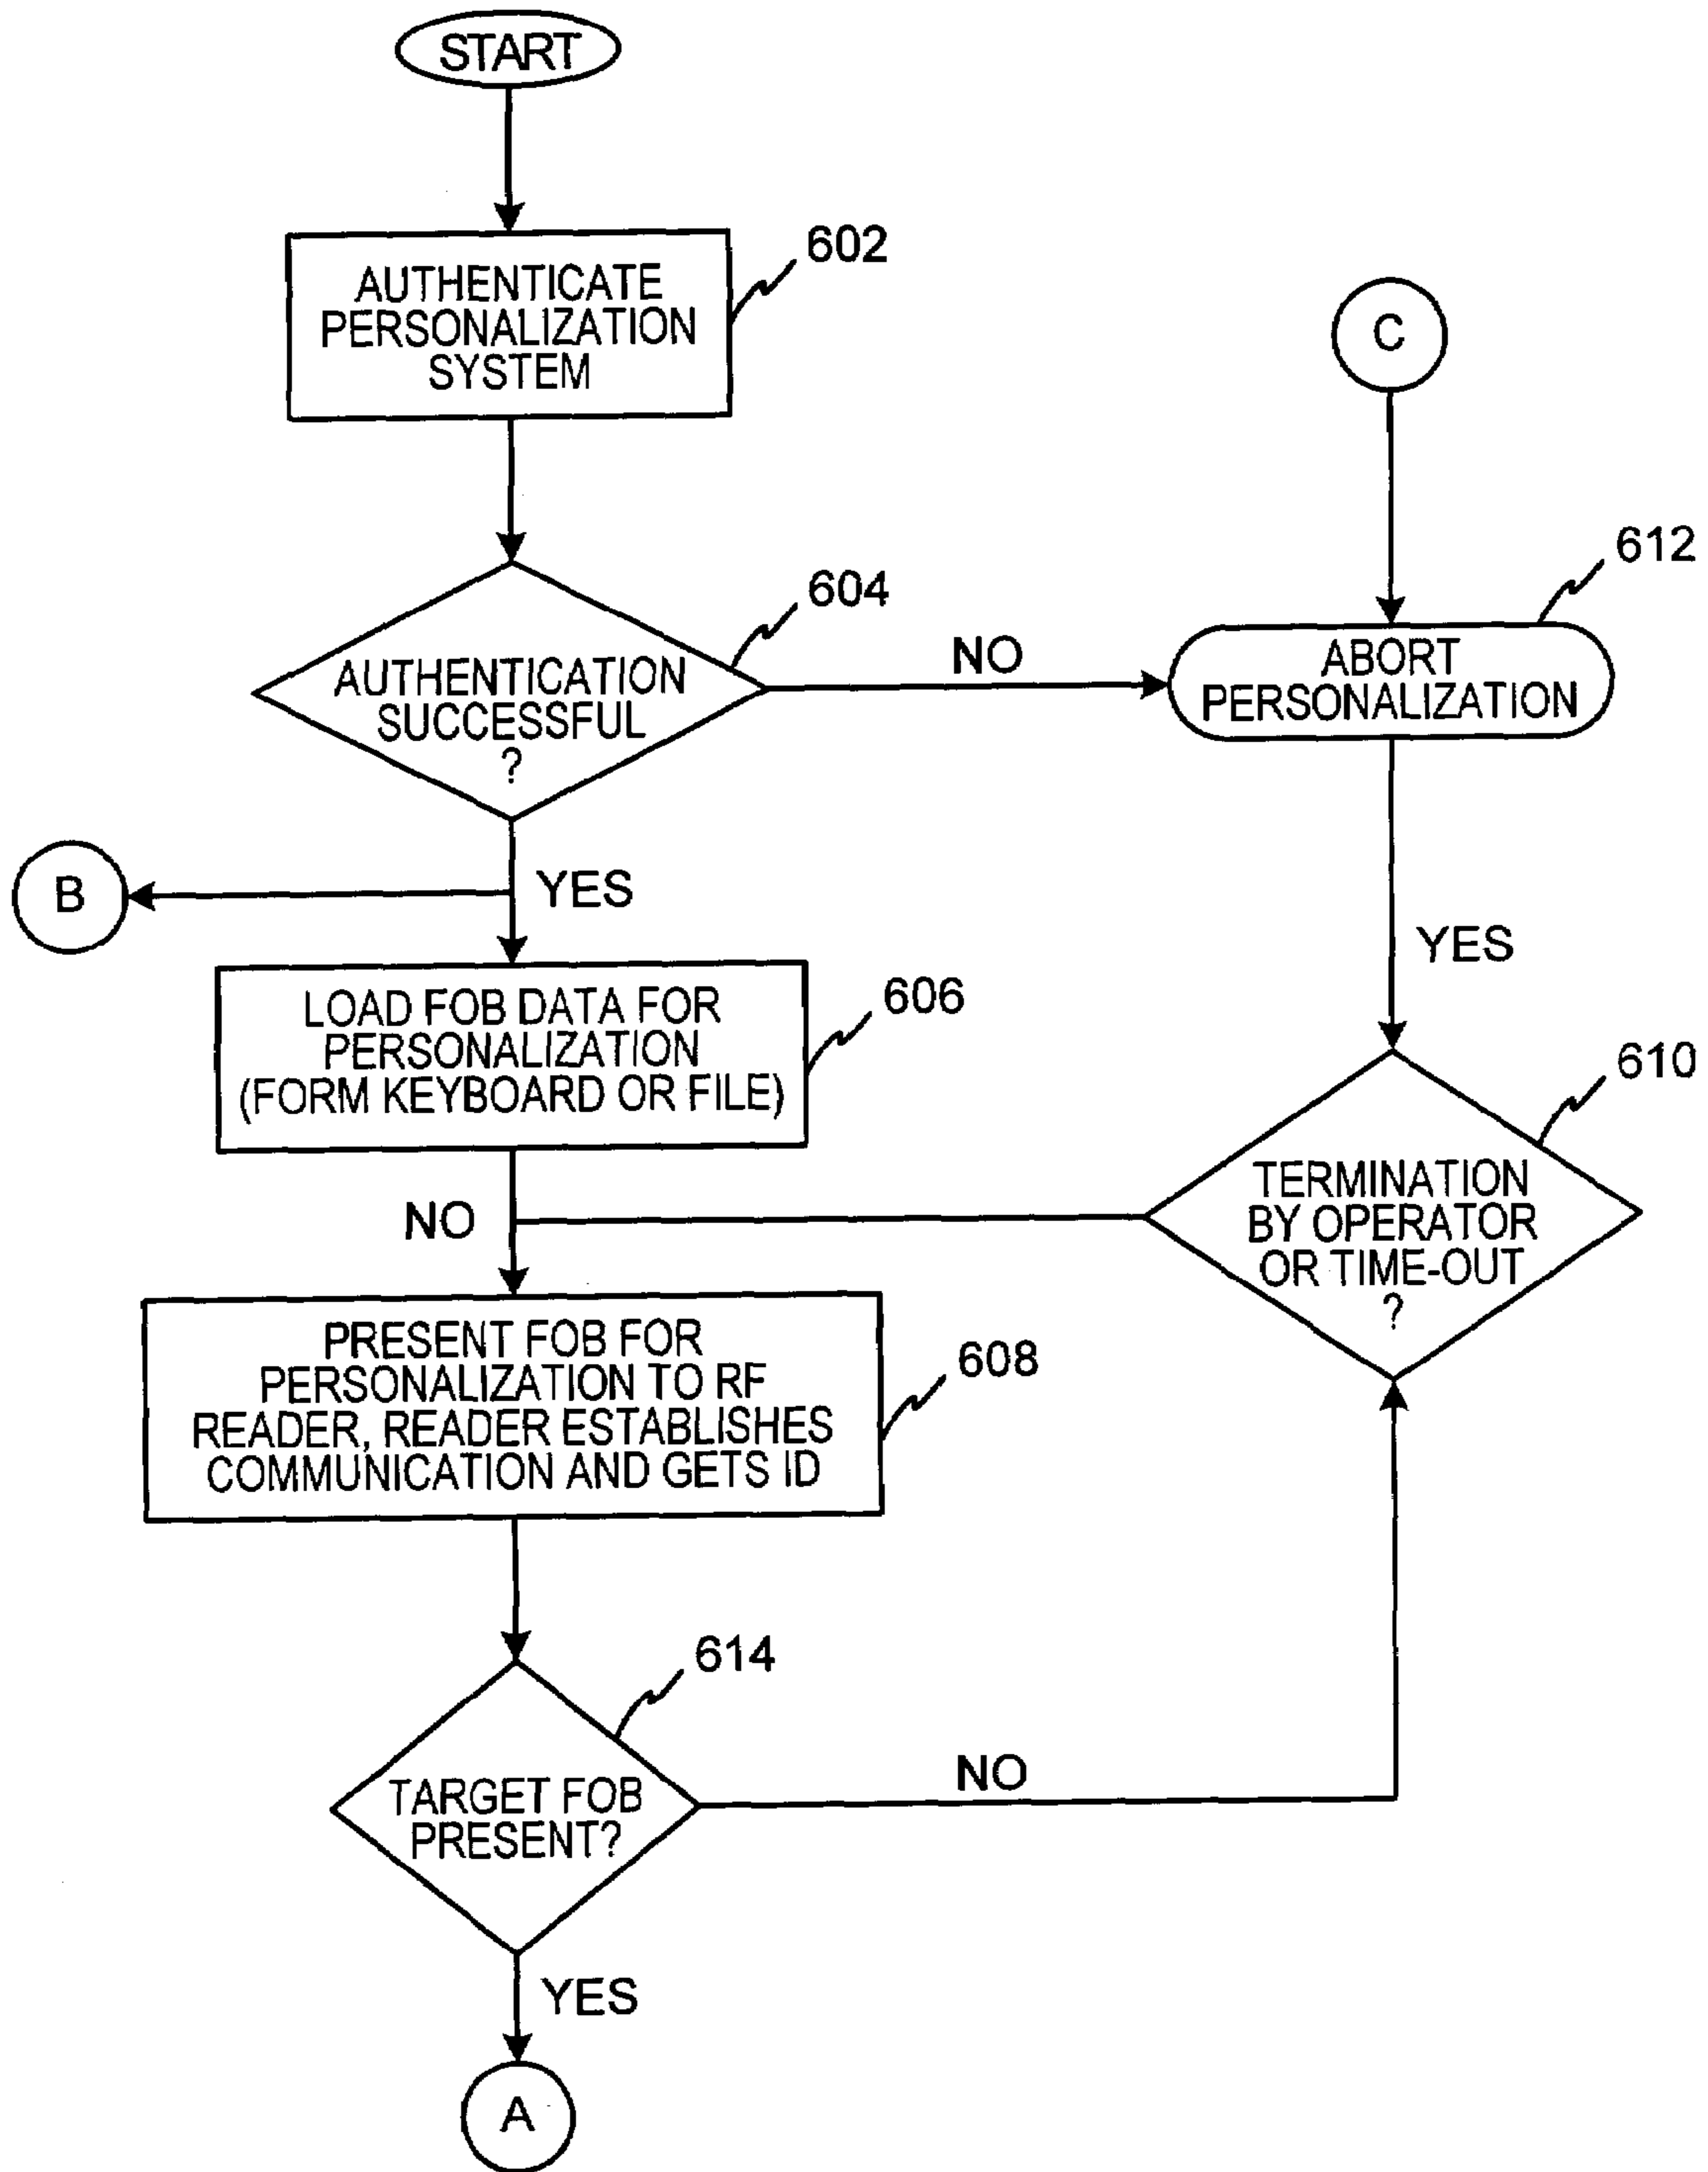 START
602
AUTHENTICATE
PERSONALIZATION
SYSTEM
C
612
604
AUTHENTICATION
SUCCESSFUL
?
NO
ABORT
PERSONALIZATION
B
YES
YES
606
LOAD FOB DATA FOR
PERSONALIZATION
(FORM KEYBOARD OR FILE)
610
TERMINATION
BY OPERATOR
OR TIME-OUT
?
NO
608
PRESENT FOB FOR
PERSONALIZATION TO RF
READER, READER ESTABLISHES
COMMUNICATION AND GETS ID
614
TARGET FOB
PRESENT?
NO
YES
A